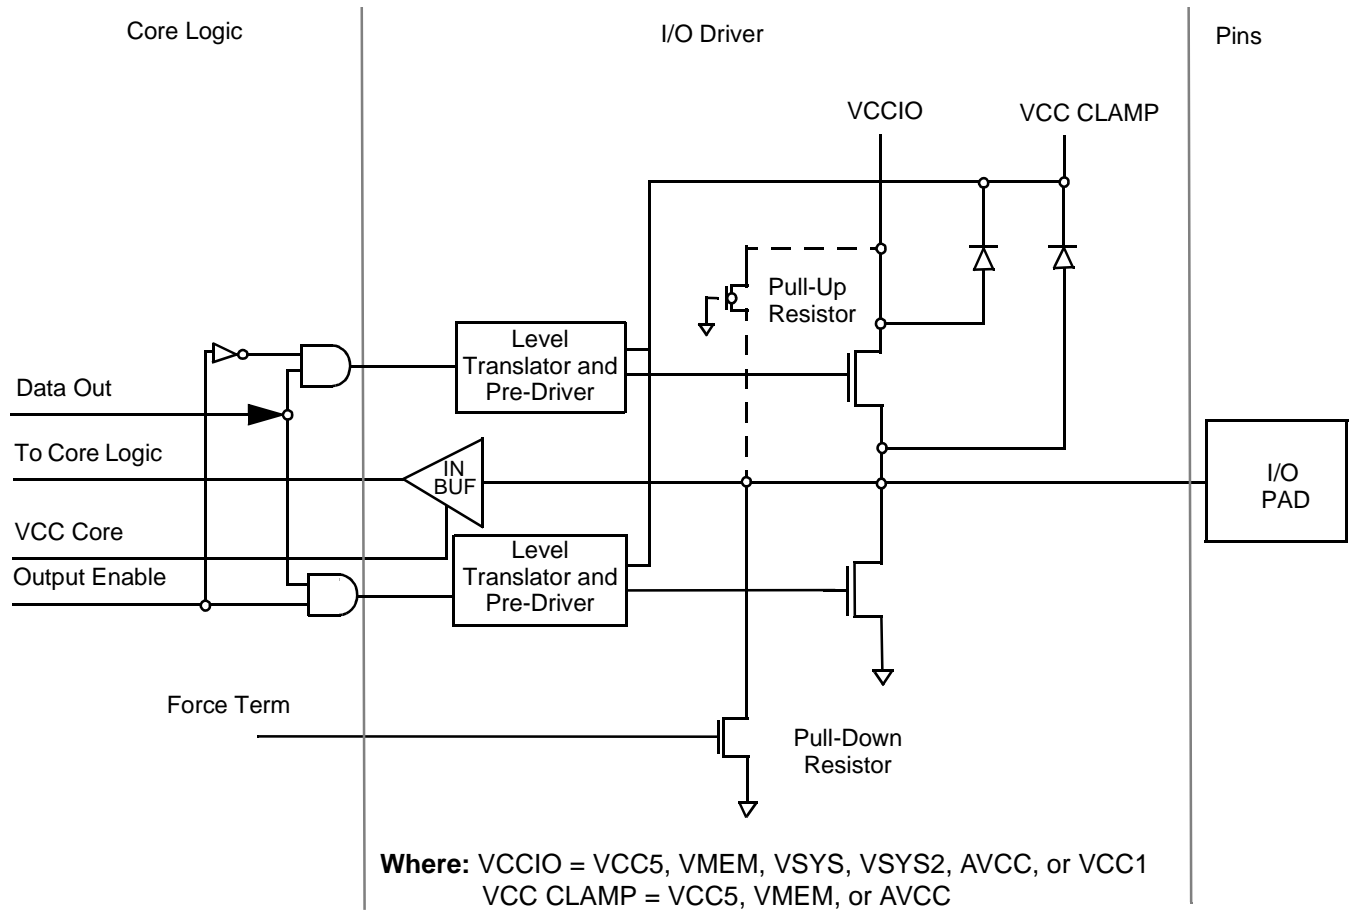 Core Logic
I/O Driver
Pins
VCCIO
VCC CLAMP
Pull-Up
Resistor
Level
Translator and
Pre-Driver
Data Out
To Core Logic
IN
BUF
I/O
PAD
VCC Core
Output Enable
Level
Translator and
Pre-Driver
Force Term
Pull-Down
Resistor
Where: VCCIO = VCC5, VMEM, VSYS, VSYS2, AVCC, or VCC1
VCC CLAMP = VCC5, VMEM, or AVCC